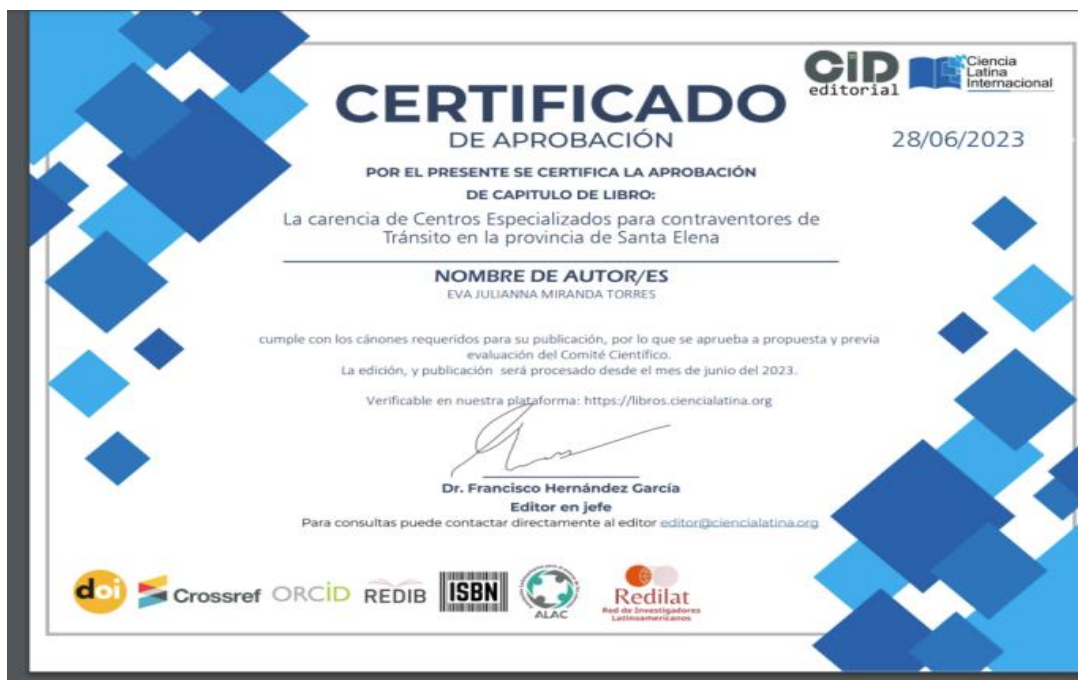 CiD
editorial
Ciencia
Latina
Internacional
CERTIFICADO
DE APROBACIÓN
28/06/2023
POR EL PRESENTE SE CERTIFICA LA APROBACIÓN
DE CAPITULO DE LIBRO:
La carencia de Centros Especializados para contraventores de
Tránsito en la provincia de Santa Elena
NOMBRE DE AUTOR/ES
EVA JULIANNA MIRANDA TORRES
cumple con los cánones requeridos para su publicación, por lo que se aprueba a propuesta y previa
evaluación del Comité Científico.
La edición, y publicación será procesado desde el mes de junio del 2023.
Verificable en nuestra plataforma: https://libros.ciencialatina.org
Dr. Francisco Hernández García
Editor en jefe
Para consultas puede contactar directamente al editor editor@ciencialatina.org
doi
Crossref
ORCiD
REDIB
ISBN
ALAC
Redilat
Red de Investigadores
Latinoamericanos